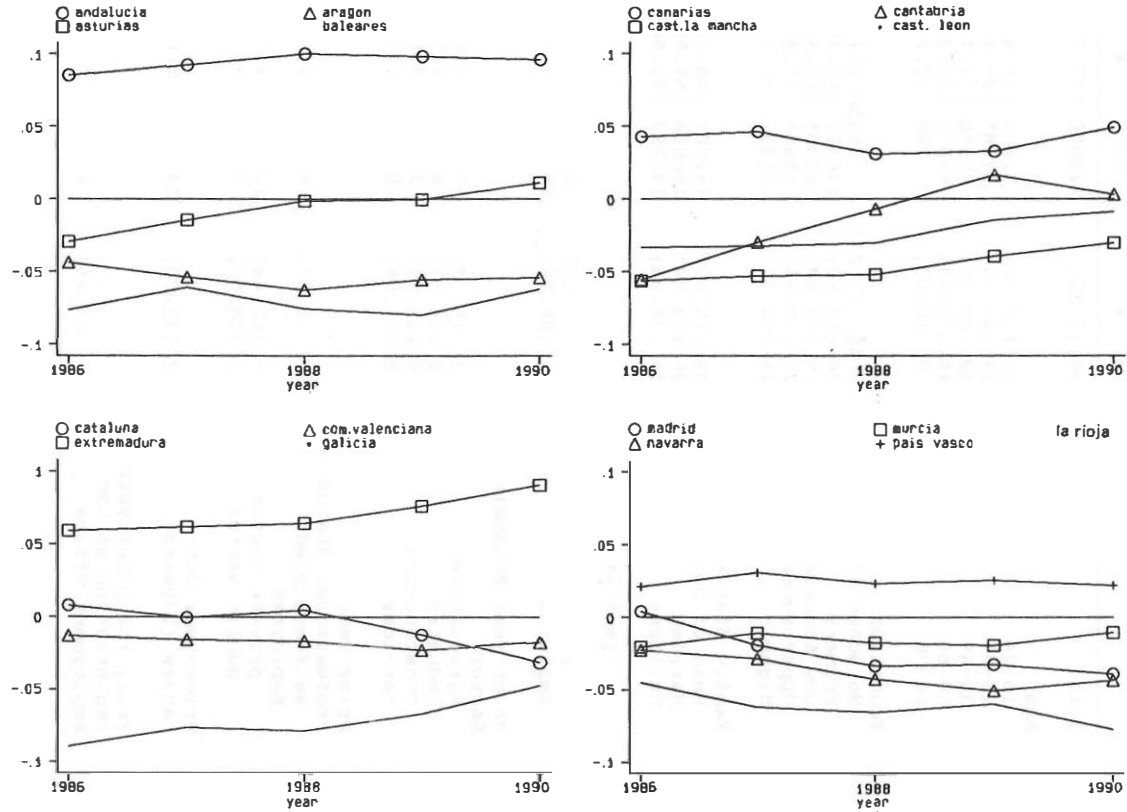 andalucia aragon
asturias baleares
.1
.05
0
-.05
-.1
1986 1988 1990
year
canarias cantabria
cast.la mancha cast. leon
.1
.05
0
-.05
-.1
1986 1988 1990
year
cataluna com.valenciana
extremadura galicia
.1
.05
0
-.05
-.1
1986 1988 1990
year
madrid murcia la rioja
navarra pais vasco
.1
.05
0
-.05
-.1
1986 1988 1990
year